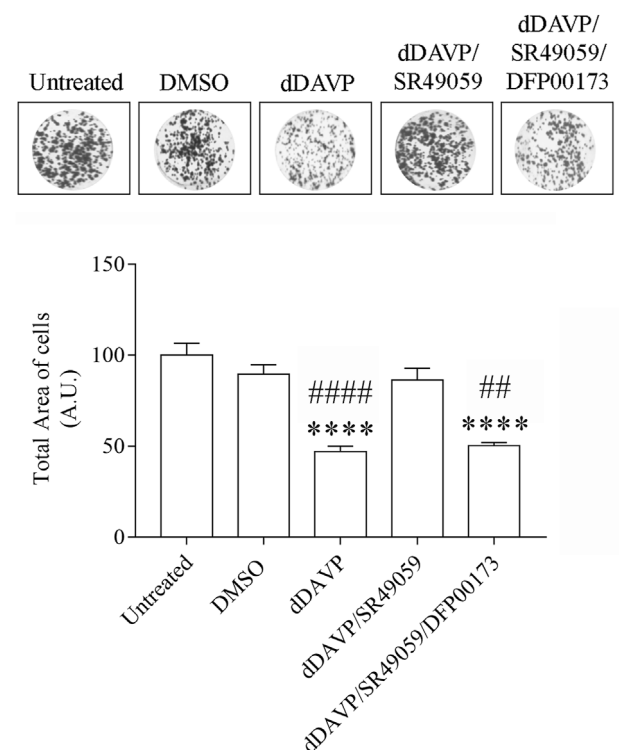 Untreated
DMSO
dDAVP
dDAVP/
SR49059
dDAVP/
SR49059/
DFP00173
150
100
50
0
Total Area of cells
(A.U.)
####
****
##
****
Untreated
DMSO
dDAVP
dDAVP/SR49059
dDAVP/SR49059/DFP00173